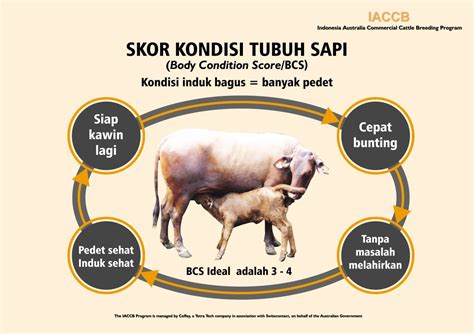 IACCB
Indonesia Australia Commercial Cattle Breeding Program
SKOR KONDISI TUBUH SAPI
(Body Condition Score/BCS)
Kondisi induk bagus = banyak pedet
Siap
kawin
lagi
Cepat
bunting
Pedet sehat
Induk sehat
Tanpa
masalah
melahirkan
BCS Ideal adalah 3 - 4
The IACCB Program is managed by Coffey, a Tetra Tech company in association with Swisscontact, on behalf of the Australian Government